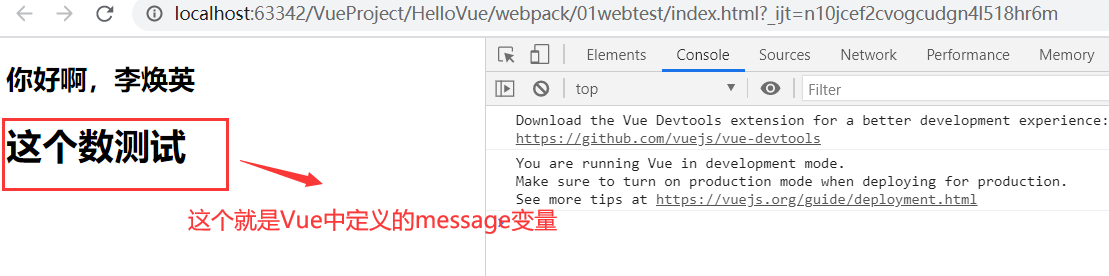 localhost:63342/VueProject/HelloVue/webpack/01webtest/index.html?_ijt=n10jcef2cvogcudgn4l518hr6m
你好啊，李焕英
这个数测试
这个就是Vue中定义的message变量
Elements Console Sources Network Performance Memory
top Filter
Download the Vue Devtools extension for a better development experience:
https://github.com/vuejs/vue-devtools
You are running Vue in development mode.
Make sure to turn on production mode when deploying for production.
See more tips at https://vuejs.org/guide/deployment.html